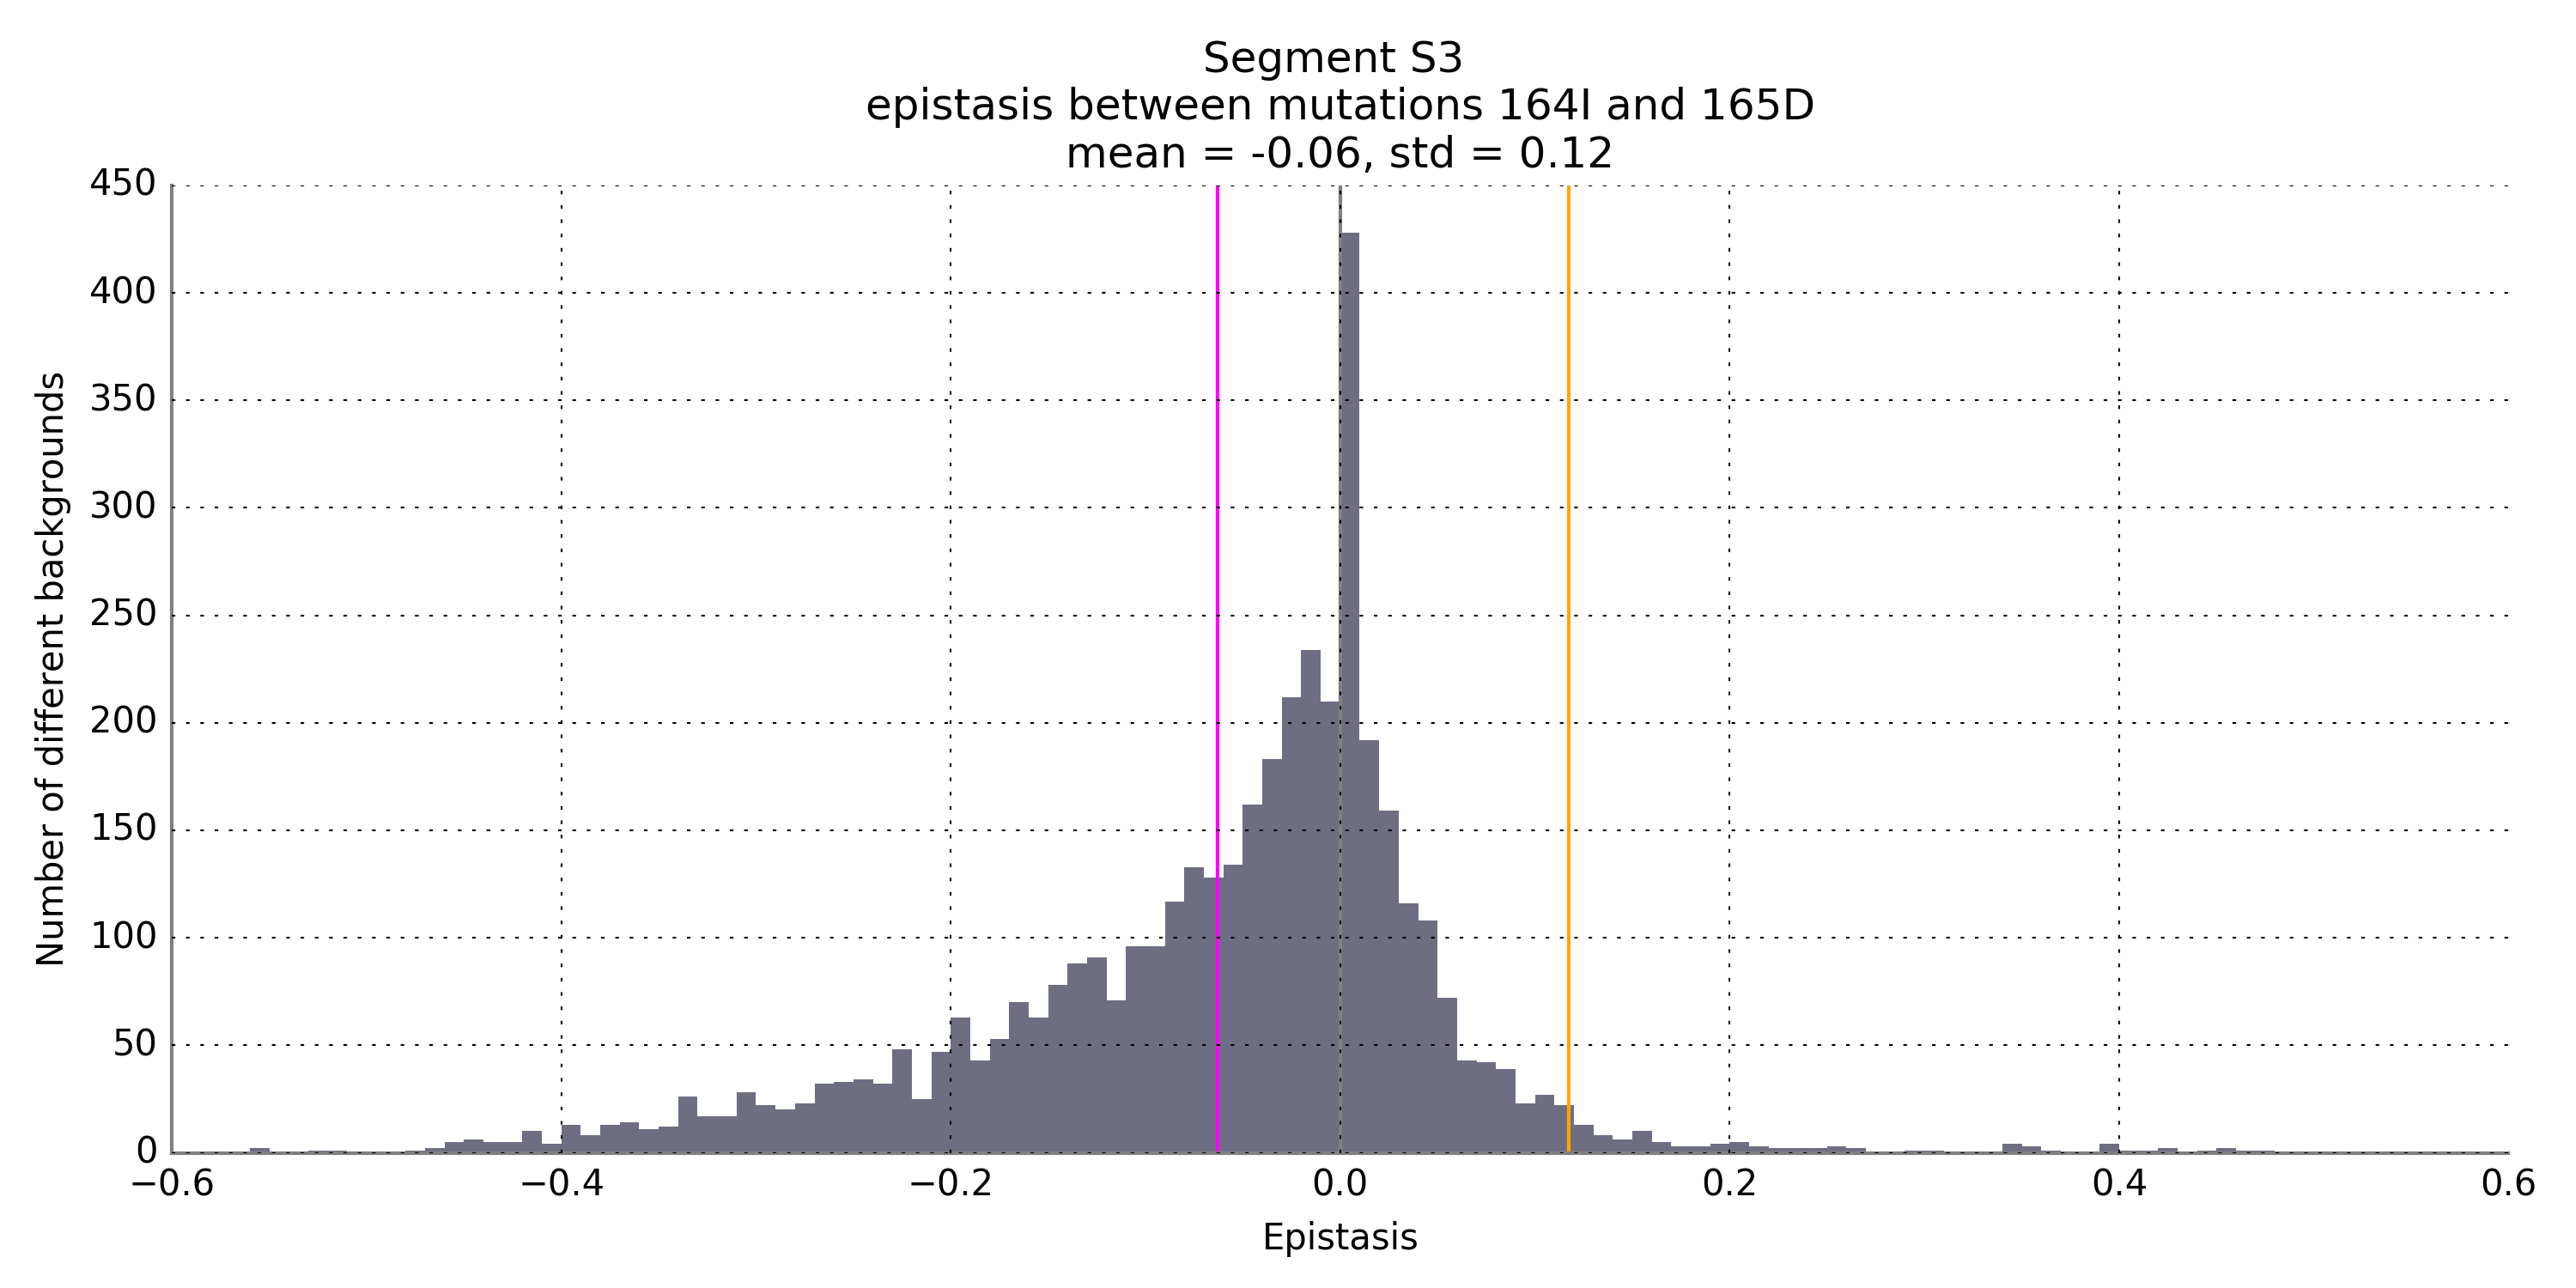 Segment S3
epistasis between mutations 164I and 165D
mean = -0.06, std = 0.12
450
400
350
300
250
200
150
100
50
0
Number of different backgrounds
−0.6 −0.4 −0.2 0.0 0.2 0.4 0.6
Epistasis